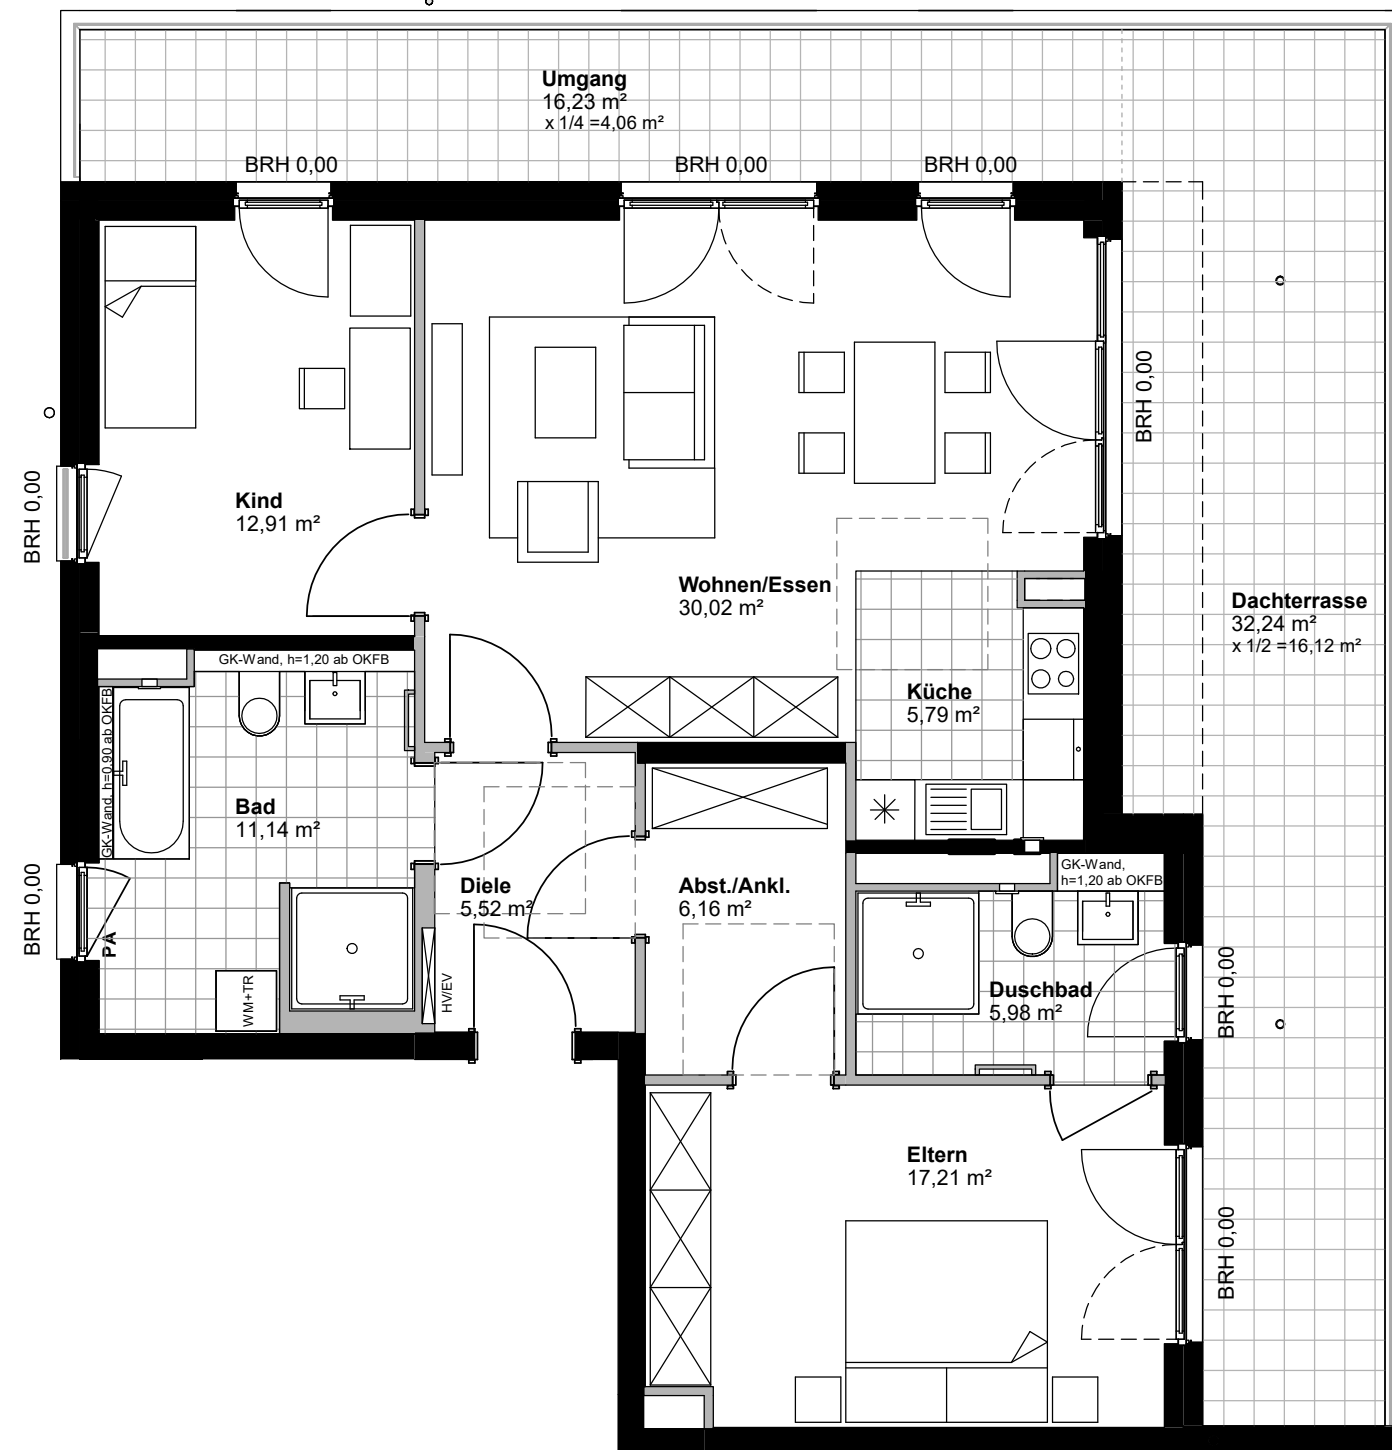 Umgang
16,23 m²
x 1/4 =4,06 m²
BRH 0,00
BRH 0,00
BRH 0,00
BRH 0,00
Kind
12,91 m²
BRH 0,00
Wohnen/Essen
30,02 m²
Dachterrasse
32,24 m²
x 1/2 =16,12 m²
GK-Wand, h=1,20 ab OKFB
GK-Wand, h=0,90 ab OKFB
Küche
5,79 m²
Bad
11,14 m²
BRH 0,00
PA
WM+TR
Diele
5,52 m²
HV/EV
Abst./Ankl.
6,16 m²
GK-Wand,
h=1,20 ab OKFB
Duschbad
5,98 m²
BRH 0,00
Eltern
17,21 m²
BRH 0,00